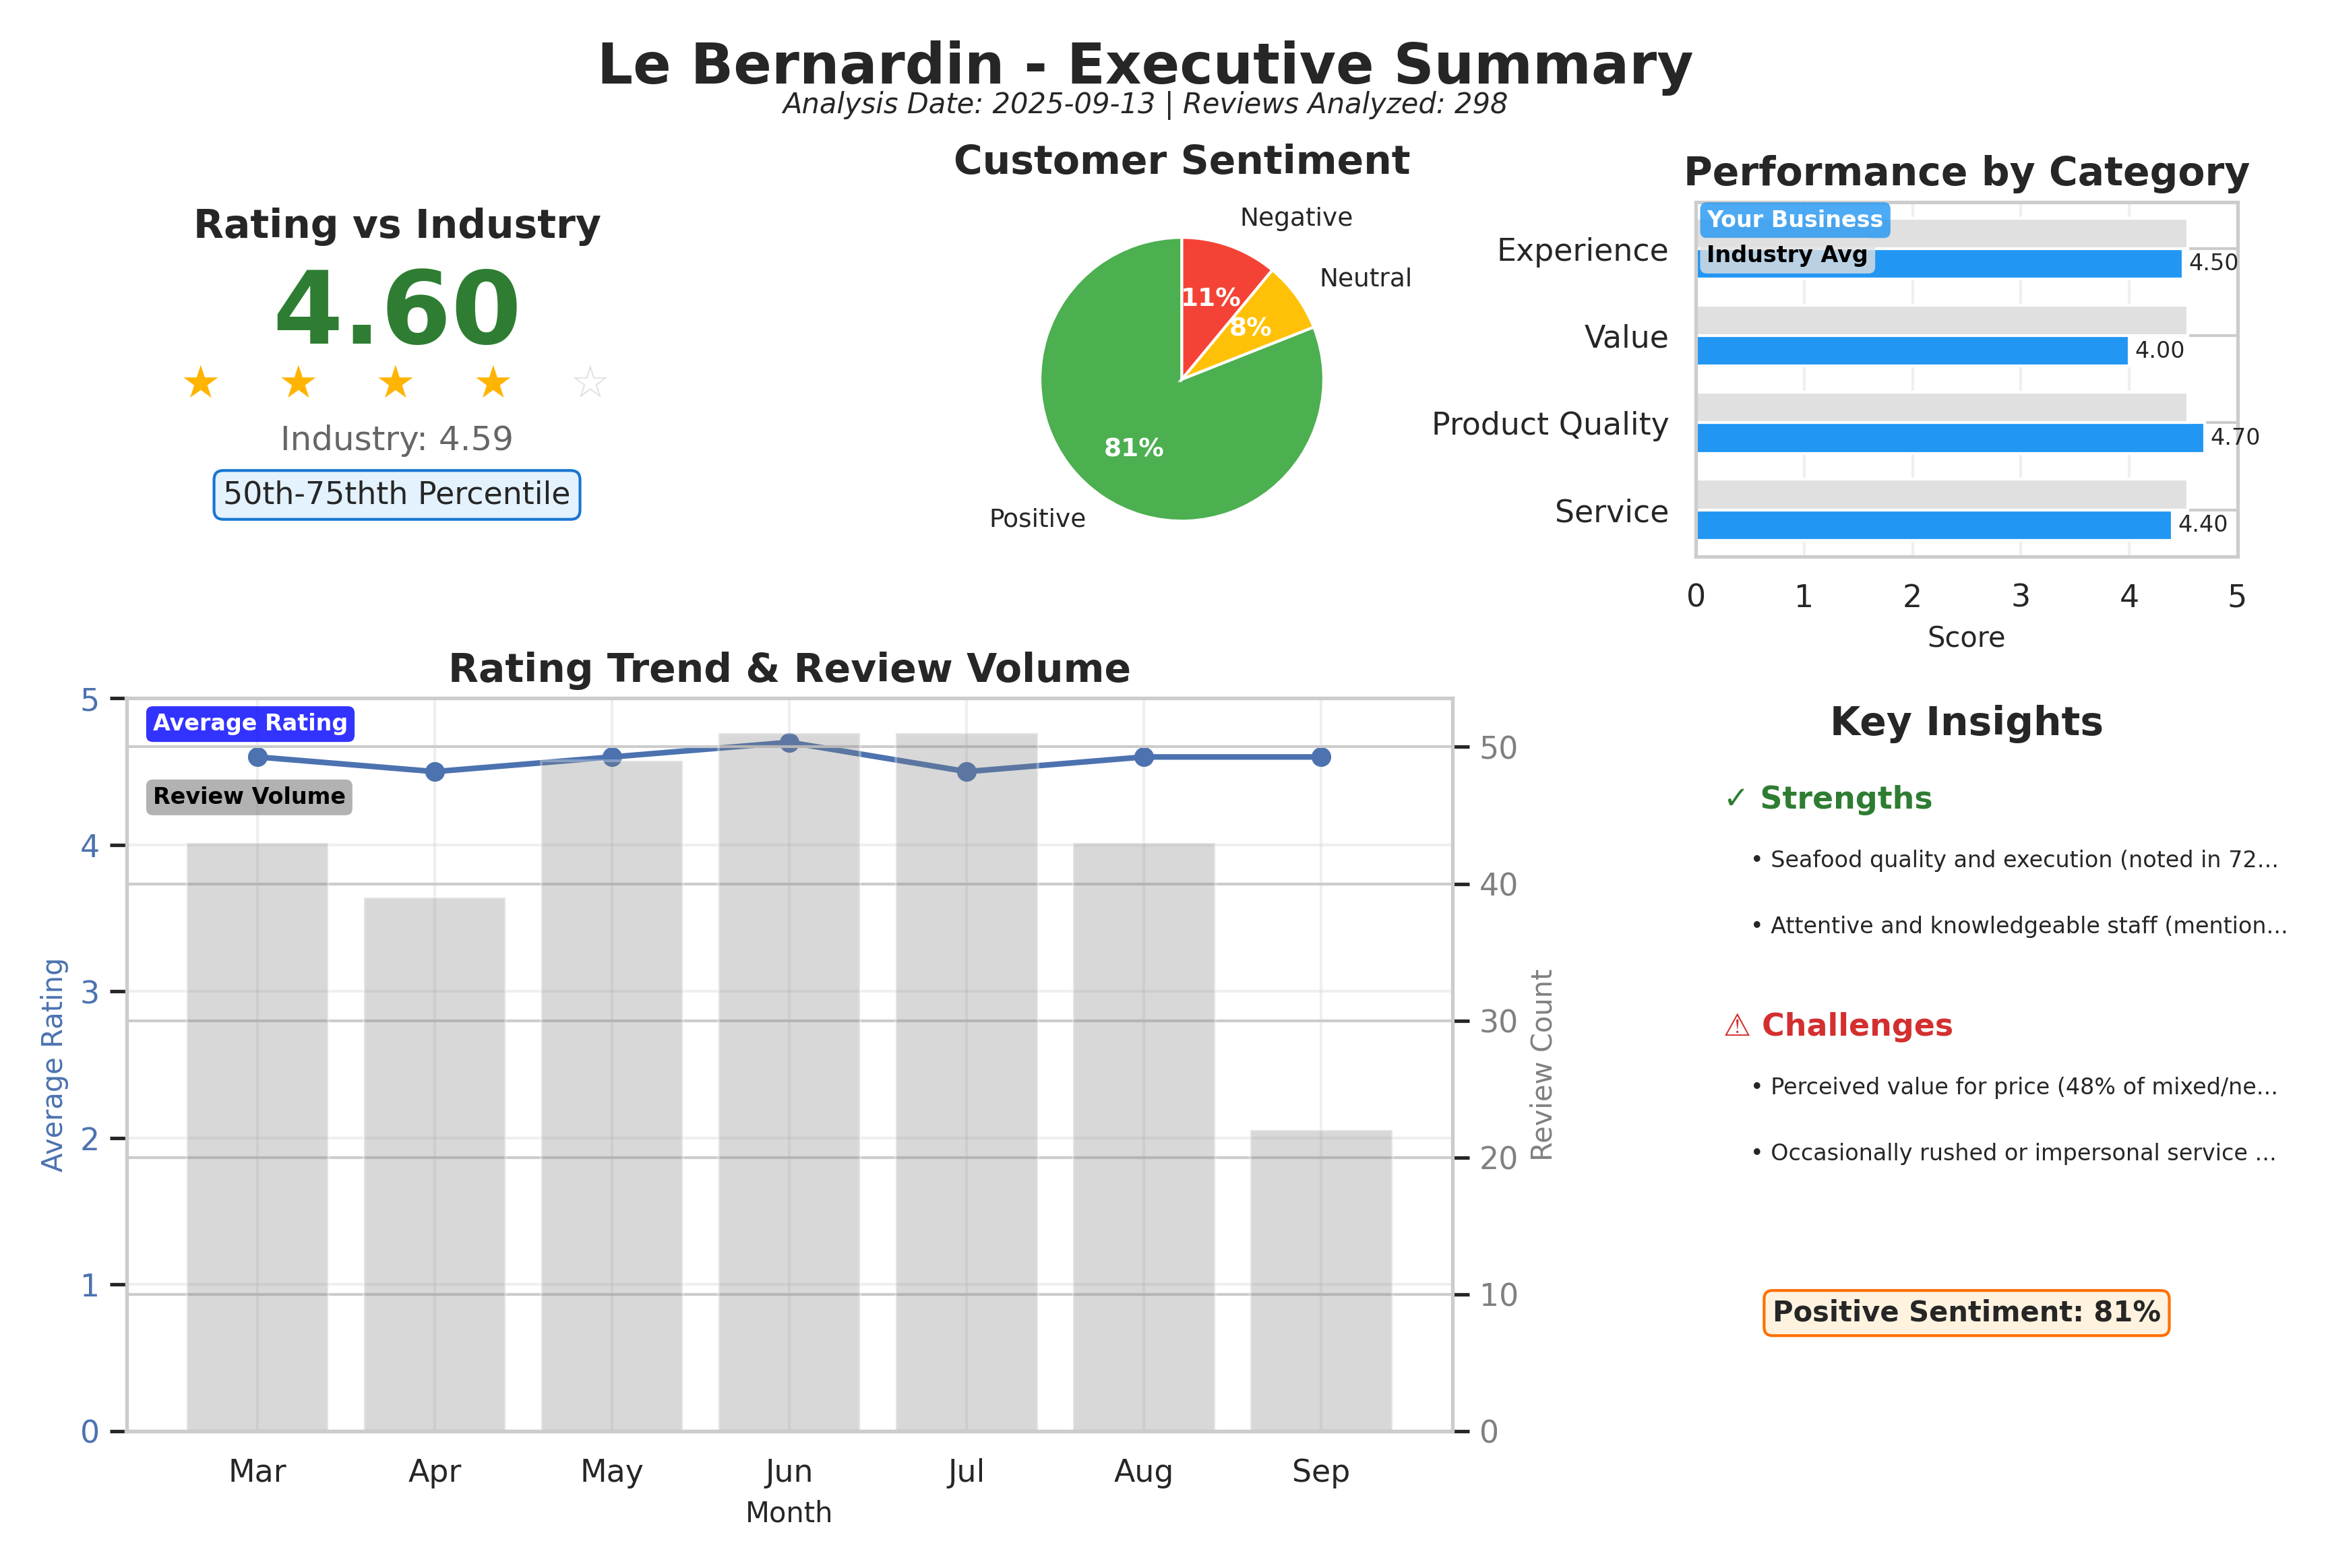 Le Bernardin - Executive Summary
Analysis Date: 2025-09-13 | Reviews Analyzed: 298
Rating vs Industry
4.60
★ ★ ★ ★ ☆
Industry: 4.59
50th-75thth Percentile
Customer Sentiment
Negative
Neutral
11%
8%
81%
Positive
Performance by Category
Your Business
Industry Avg
Experience
4.50
Value
4.00
Product Quality
4.70
Service
4.40
0 1 2 3 4 5
Score
Rating Trend & Review Volume
Average Rating
Review Volume
5
4
3
2
1
0
Average Rating
50
40
30
20
10
0
Review Count
Mar Apr May Jun Jul Aug Sep
Month
Key Insights
✓ Strengths
• Seafood quality and execution (noted in 72...
• Attentive and knowledgeable staff (mention...
⚠ Challenges
• Perceived value for price (48% of mixed/ne...
• Occasionally rushed or impersonal service ...
Positive Sentiment: 81%